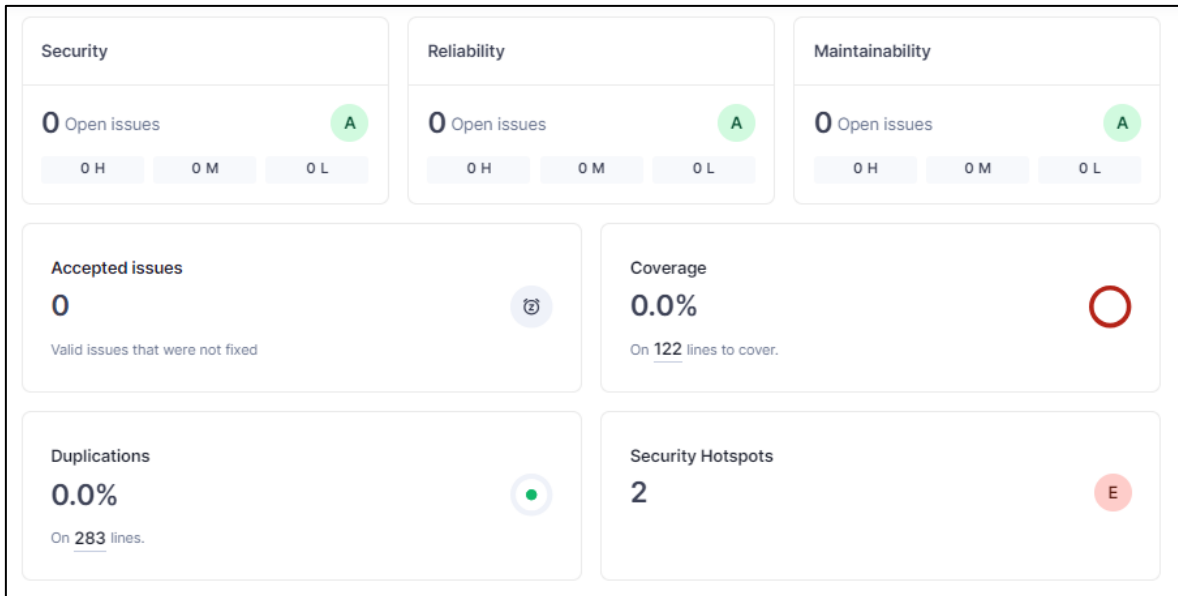 Security
0 Open issues
A
0 H
0 M
0 L
Reliability
0 Open issues
A
0 H
0 M
0 L
Maintainability
0 Open issues
A
0 H
0 M
0 L
Accepted issues
0
Valid issues that were not fixed
z
Coverage
0.0%
On 122 lines to cover.
Duplications
0.0%
On 283 lines.
Security Hotspots
2
E